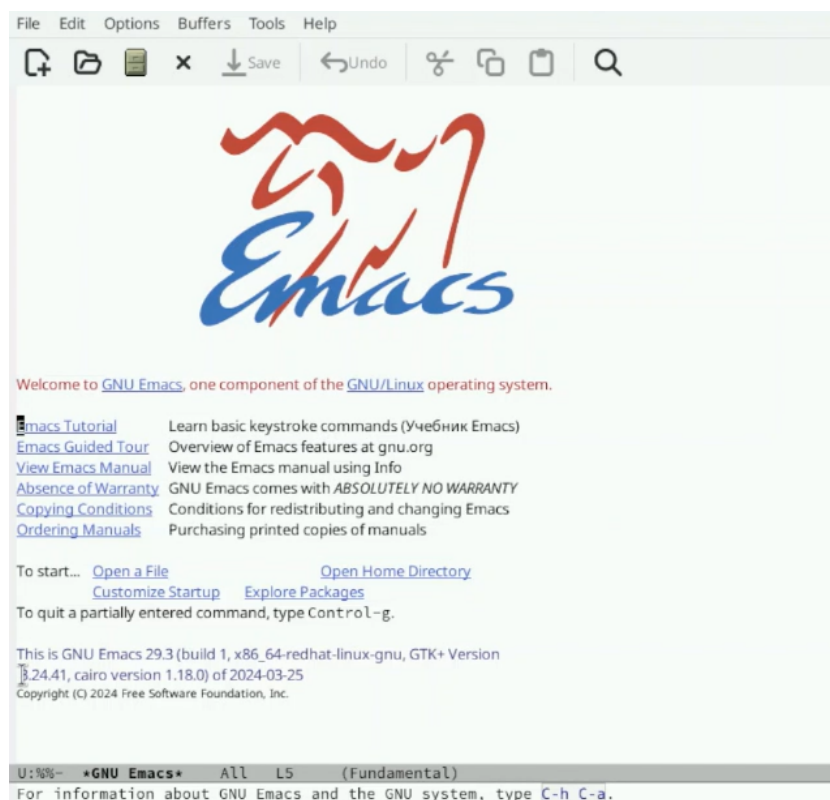 File Edit Options Buffers Tools Help
Save Undo
Emacs
Welcome to GNU Emacs, one component of the GNU/Linux operating system.
Emacs Tutorial Learn basic keystroke commands (Учебник Emacs)
Emacs Guided Tour Overview of Emacs features at gnu.org
View Emacs Manual View the Emacs manual using Info
Absence of Warranty GNU Emacs comes with ABSOLUTELY NO WARRANTY
Copying Conditions Conditions for redistributing and changing Emacs
Ordering Manuals Purchasing printed copies of manuals
To start... Open a File Open Home Directory
Customize Startup Explore Packages
To quit a partially entered command, type Control-g.
This is GNU Emacs 29.3 (build 1, x86_64-redhat-linux-gnu, GTK+ Version
3.24.41, cairo version 1.18.0) of 2024-03-25
Copyright (C) 2024 Free Software Foundation, Inc.
U:%%- *GNU Emacs* All L5 (Fundamental)
For information about GNU Emacs and the GNU system, type C-h C-a.